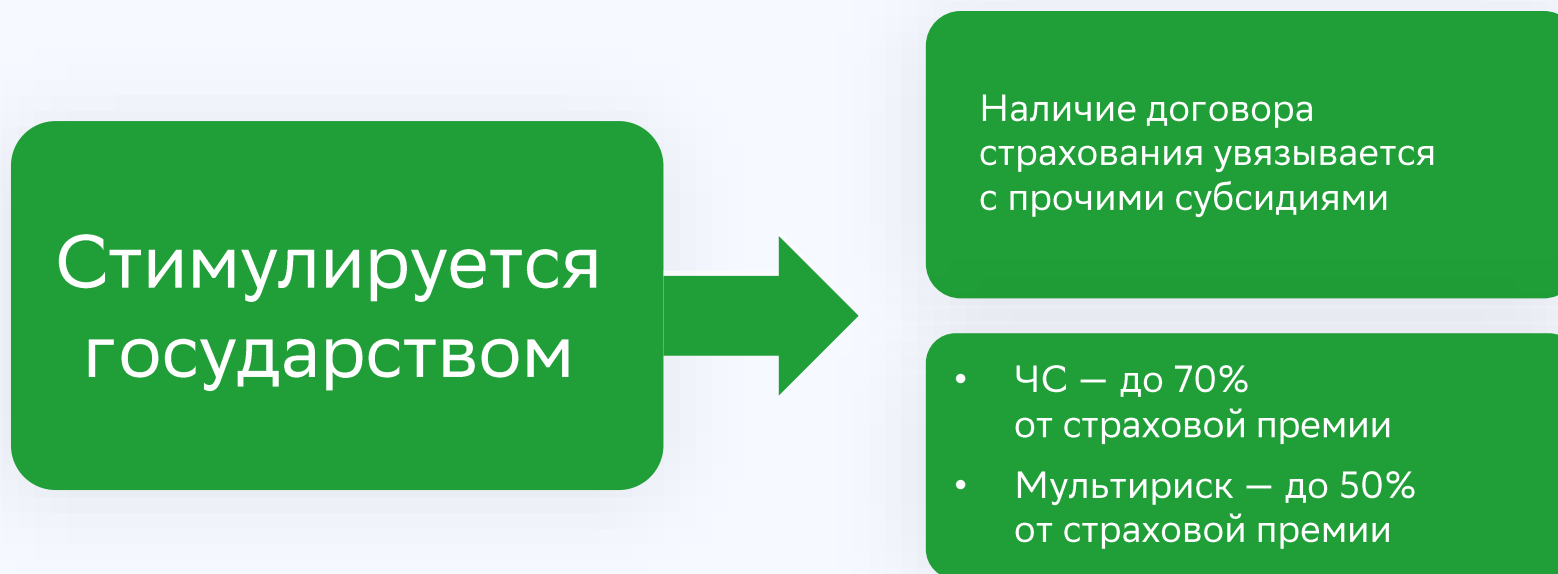 Стимулируется
государством
Наличие договора
страхования увязывается
с прочими субсидиями
• ЧС — до 70%
от страховой премии
• Мультириск — до 50%
от страховой премии